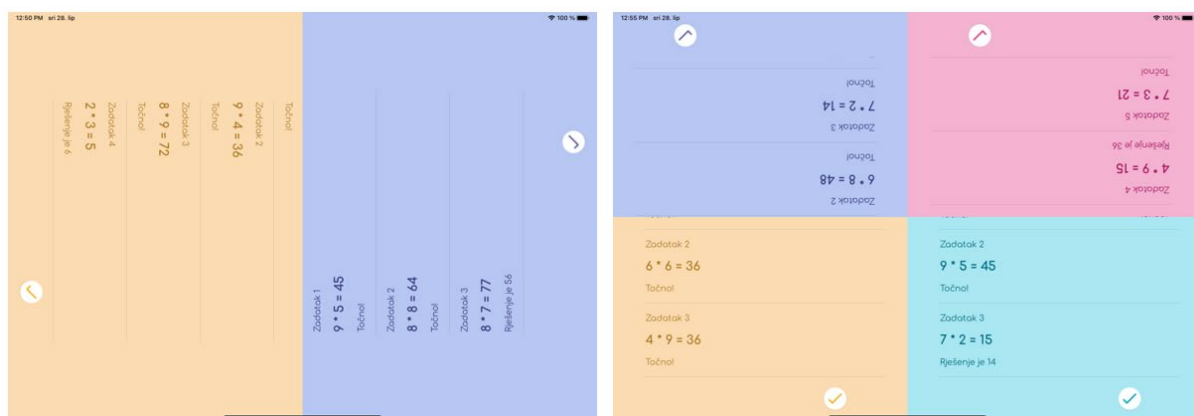 12:50 PM sri 28. lip
100 %
Točno!
Zadatak 2
9 * 4 = 36
Točno!
Zadatak 3
8 * 9 = 72
Točno!
Zadatak 4
2 * 3 = 5
Rješenje je 6
Zadatak 1
9 * 5 = 45
Točno!
Zadatak 2
8 * 8 = 64
Točno!
Zadatak 3
8 * 7 = 77
Rješenje je 56
12:55 PM sri 28. lip
100 %
Zadatak 2
6 * 8 = 48
Točno!
Zadatak 3
7 * 2 = 14
Točno!
Zadatak 4
4 * 9 = 15
Rješenje je 36
Zadatak 5
7 * 3 = 21
Točno!
Zadatak 2
6 * 6 = 36
Točno!
Zadatak 3
4 * 9 = 36
Točno!
Zadatak 2
9 * 5 = 45
Točno!
Zadatak 3
7 * 2 = 15
Rješenje je 14